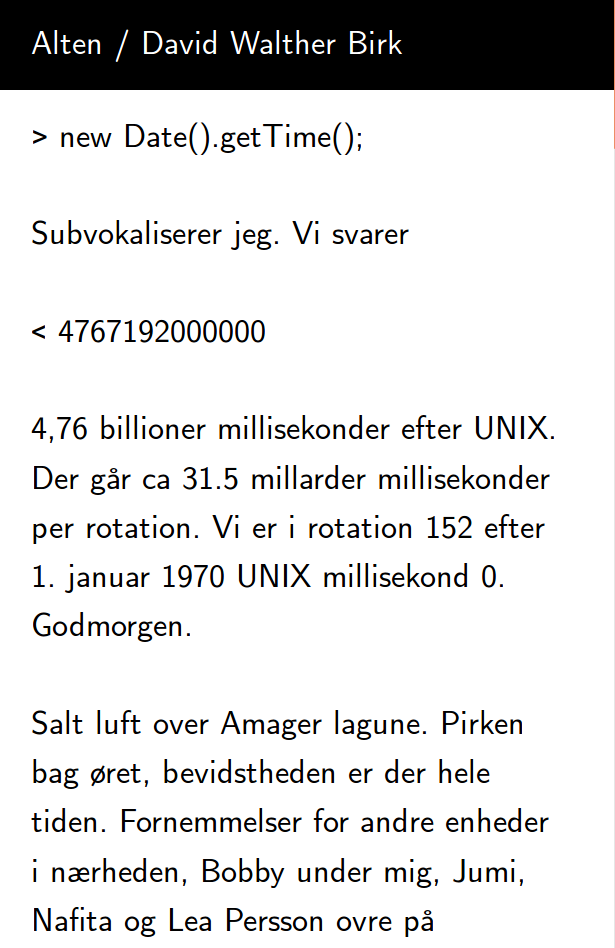 Alten / David Walther Birk
> new Date().getTime();
Subvokaliserer jeg. Vi svarer
< 4767192000000
4,76 billioner millisekonder efter UNIX.
Der går ca 31.5 millarder millisekonder
per rotation. Vi er i rotation 152 efter
1. januar 1970 UNIX millisekond 0.
Godmorgen.
Salt luft over Amager lagune. Pirken
bag øret, bevidstheden er der hele
tiden. Fornemmelser for andre enheder
i nærheden, Bobby under mig, Jumi,
Nafita og Lea Persson ovre på